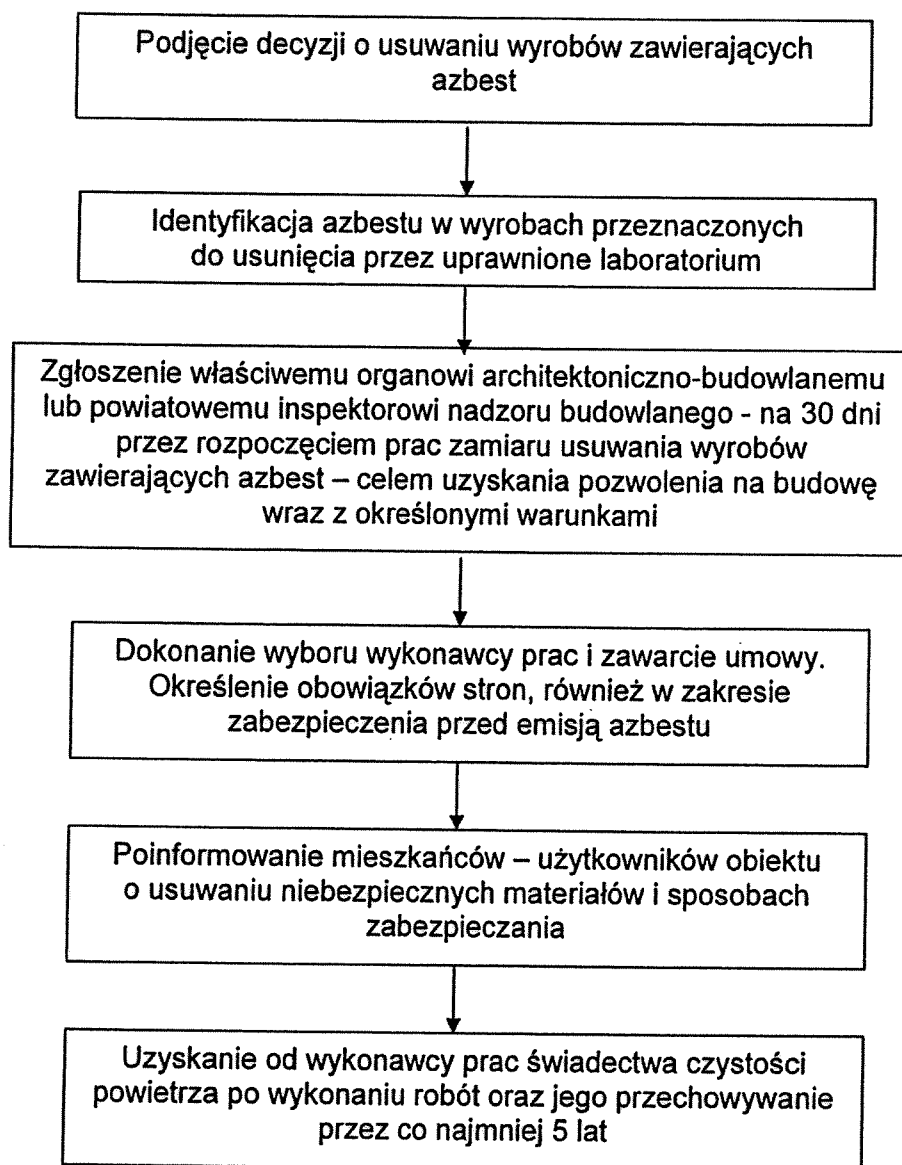 Podjęcie decyzji o usuwaniu wyrobów zawierających
azbest
Identyfikacja azbestu w wyrobach przeznaczonych
do usunięcia przez uprawnione laboratorium
Zgłoszenie właściwemu organowi architektoniczno-budowlanemu
lub powiatowemu inspektorowi nadzoru budowlanego - na 30 dni
przez rozpoczęciem prac zamiaru usuwania wyrobów
zawierających azbest – celem uzyskania pozwolenia na budowę
wraz z określonymi warunkami
Dokonanie wyboru wykonawcy prac i zawarcie umowy.
Określenie obowiązków stron, również w zakresie
zabezpieczenia przed emisją azbestu
Poinformowanie mieszkańców – użytkowników obiektu
o usuwaniu niebezpiecznych materiałów i sposobach
zabezpieczania
Uzyskanie od wykonawcy prac świadectwa czystości
powietrza po wykonaniu robót oraz jego przechowywanie
przez co najmniej 5 lat